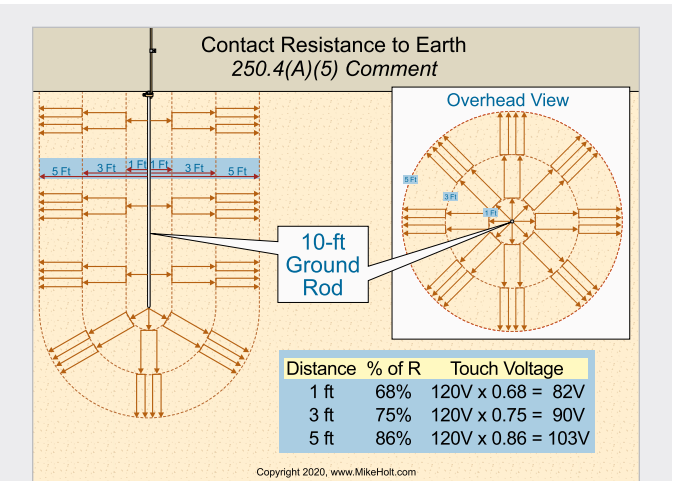 Contact Resistance to Earth
250.4(A)(5) Comment
Overhead View
5 Ft 3 Ft 1 Ft 1 Ft 3 Ft 5 Ft
5 Ft
3 Ft
1 Ft
10-ft
Ground
Rod
Distance % of R Touch Voltage
1 ft 68% 120V x 0.68 = 82V
3 ft 75% 120V x 0.75 = 90V
5 ft 86% 120V x 0.86 = 103V
Copyright 2020, www.MikeHolt.com